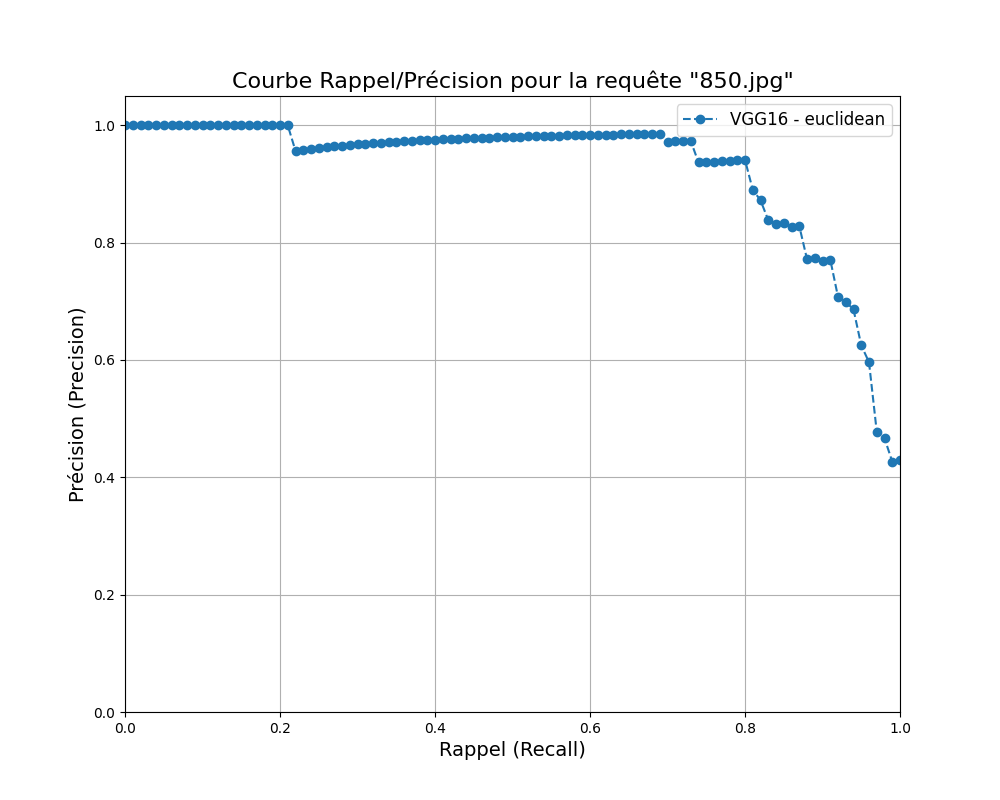 Courbe Rappel/Précision pour la requête "850.jpg"
VGG16 - euclidean
1.0
0.8
0.6
0.4
0.2
0.0
Précision (Precision)
0.0 0.2 0.4 0.6 0.8 1.0
Rappel (Recall)